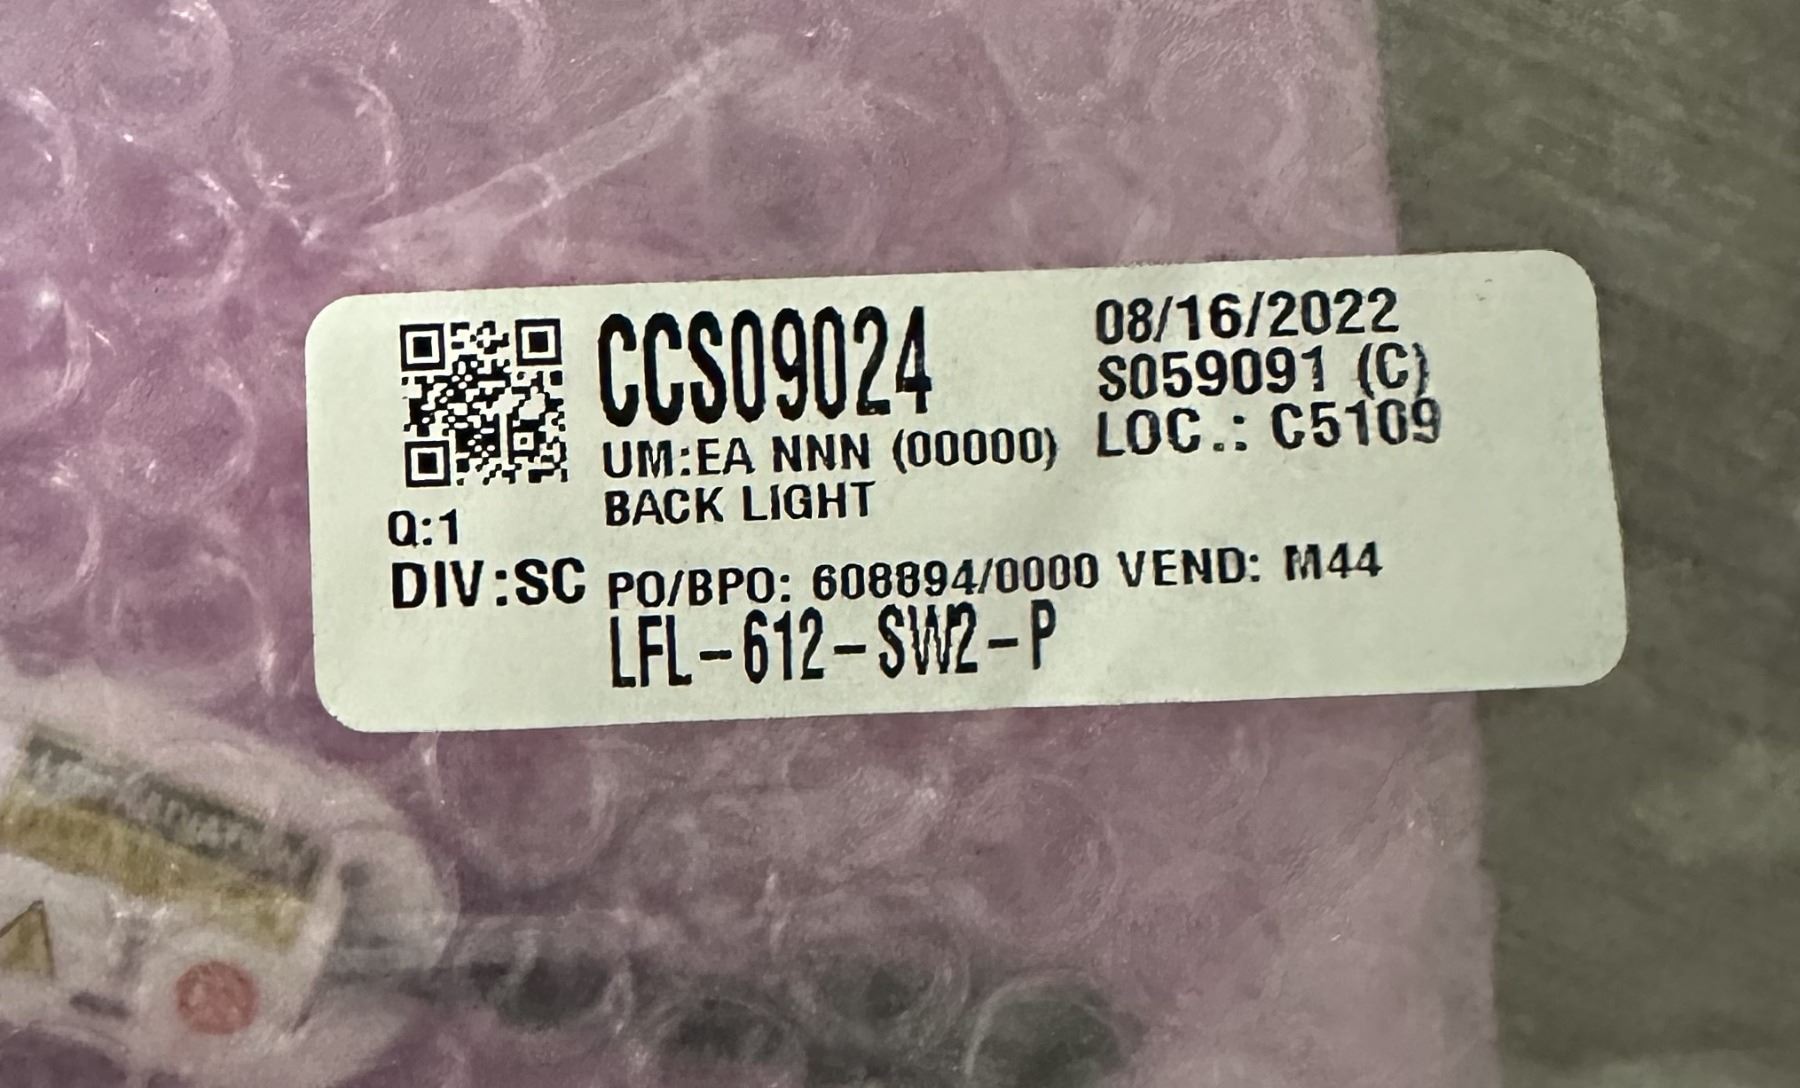 CCS09024
UM:EA NNN (00000)
BACK LIGHT
08/16/2022
S059091 (C)
LOC.: C5109
Q:1
DIV:SC
PO/BPO: 608894/0000 VEND: M44
LFL-612-SW2-P